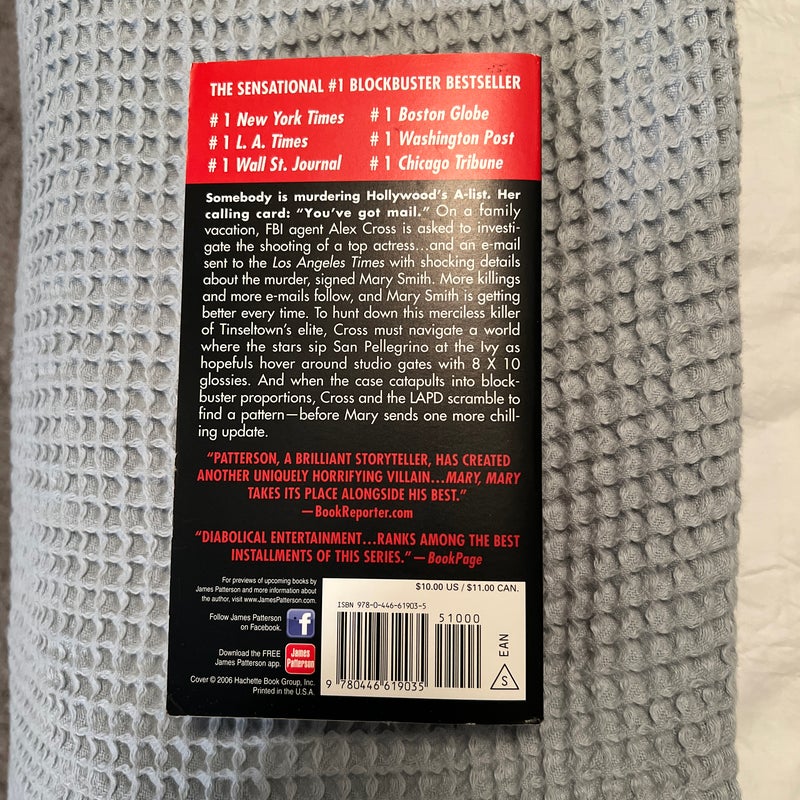 THE SENSATIONAL #1 BLOCKBUSTER BESTSELLER
# 1 New York Times
# 1 L. A. Times
# 1 Wall St. Journal
# 1 Boston Globe
# 1 Washington Post
# 1 Chicago Tribune
Somebody is murdering Hollywood's A-list. Her
calling card: "You've got mail." On a family
vacation, FBI agent Alex Cross is asked to investi-
gate the shooting of a top actress...and an e-mail
sent to the Los Angeles Times with shocking details
about the murder, signed Mary Smith. More killings
and more e-mails follow, and Mary Smith is getting
better every time. To hunt down this merciless killer
of Tinseltown's elite, Cross must navigate a world
where the stars sip San Pellegrino at the Ivy as
hopefuls hover around studio gates with 8 X 10
glossies. And when the case catapults into block-
buster proportions, Cross and the LAPD scramble to
find a pattern—before Mary sends one more chill-
ing update.
"PATTERSON, A BRILLIANT STORYTELLER, HAS CREATED
ANOTHER UNIQUELY HORRIFYING VILLAIN...MARY, MARY
TAKES ITS PLACE ALONGSIDE HIS BEST."
—BookReporter.com
"DIABOLICAL ENTERTAINMENT...RANKS AMONG THE BEST
INSTALLMENTS OF THIS SERIES." —BookPage
For previews of upcoming books by
James Patterson and more information about
the author, visit www.JamesPatterson.com.
Follow James Patterson
on Facebook.
f
Download the FREE
James Patterson app.
James
Patterson
Cover © 2006 Hachette Book Group, Inc.
Printed in the U.S.A.
$10.00 US / $11.00 CAN.
ISBN 978-0-446-61903-5
51000
9 780446 619035
EAN
S